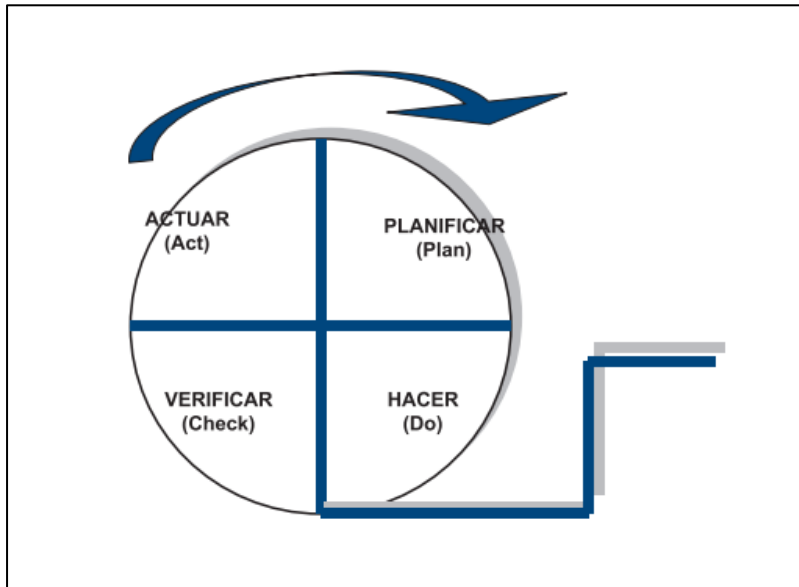 ACTUAR
(Act)
PLANIFICAR
(Plan)
VERIFICAR
(Check)
HACER
(Do)